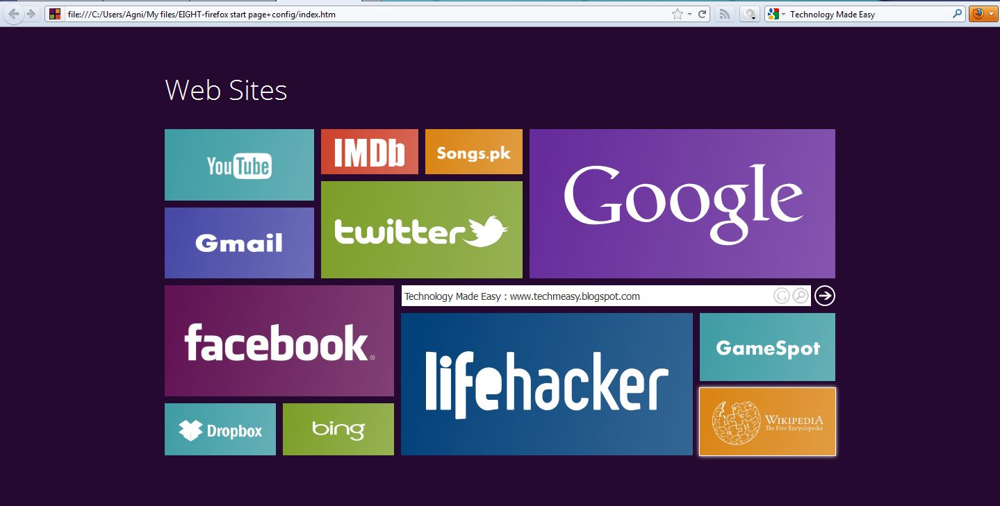 file:///C:/Users/Agni/My files/EIGHT-firefox start page+config/index.htm
Technology Made Easy
Web Sites
YouTube
IMDb
Songs.pk
Google
Gmail
twitter
facebook®
Technology Made Easy : www.techmeasy.blogspot.com
G
lifehacker
GameSpot
Dropbox
bing
WIKIPEDIA
The Free Encyclopedia